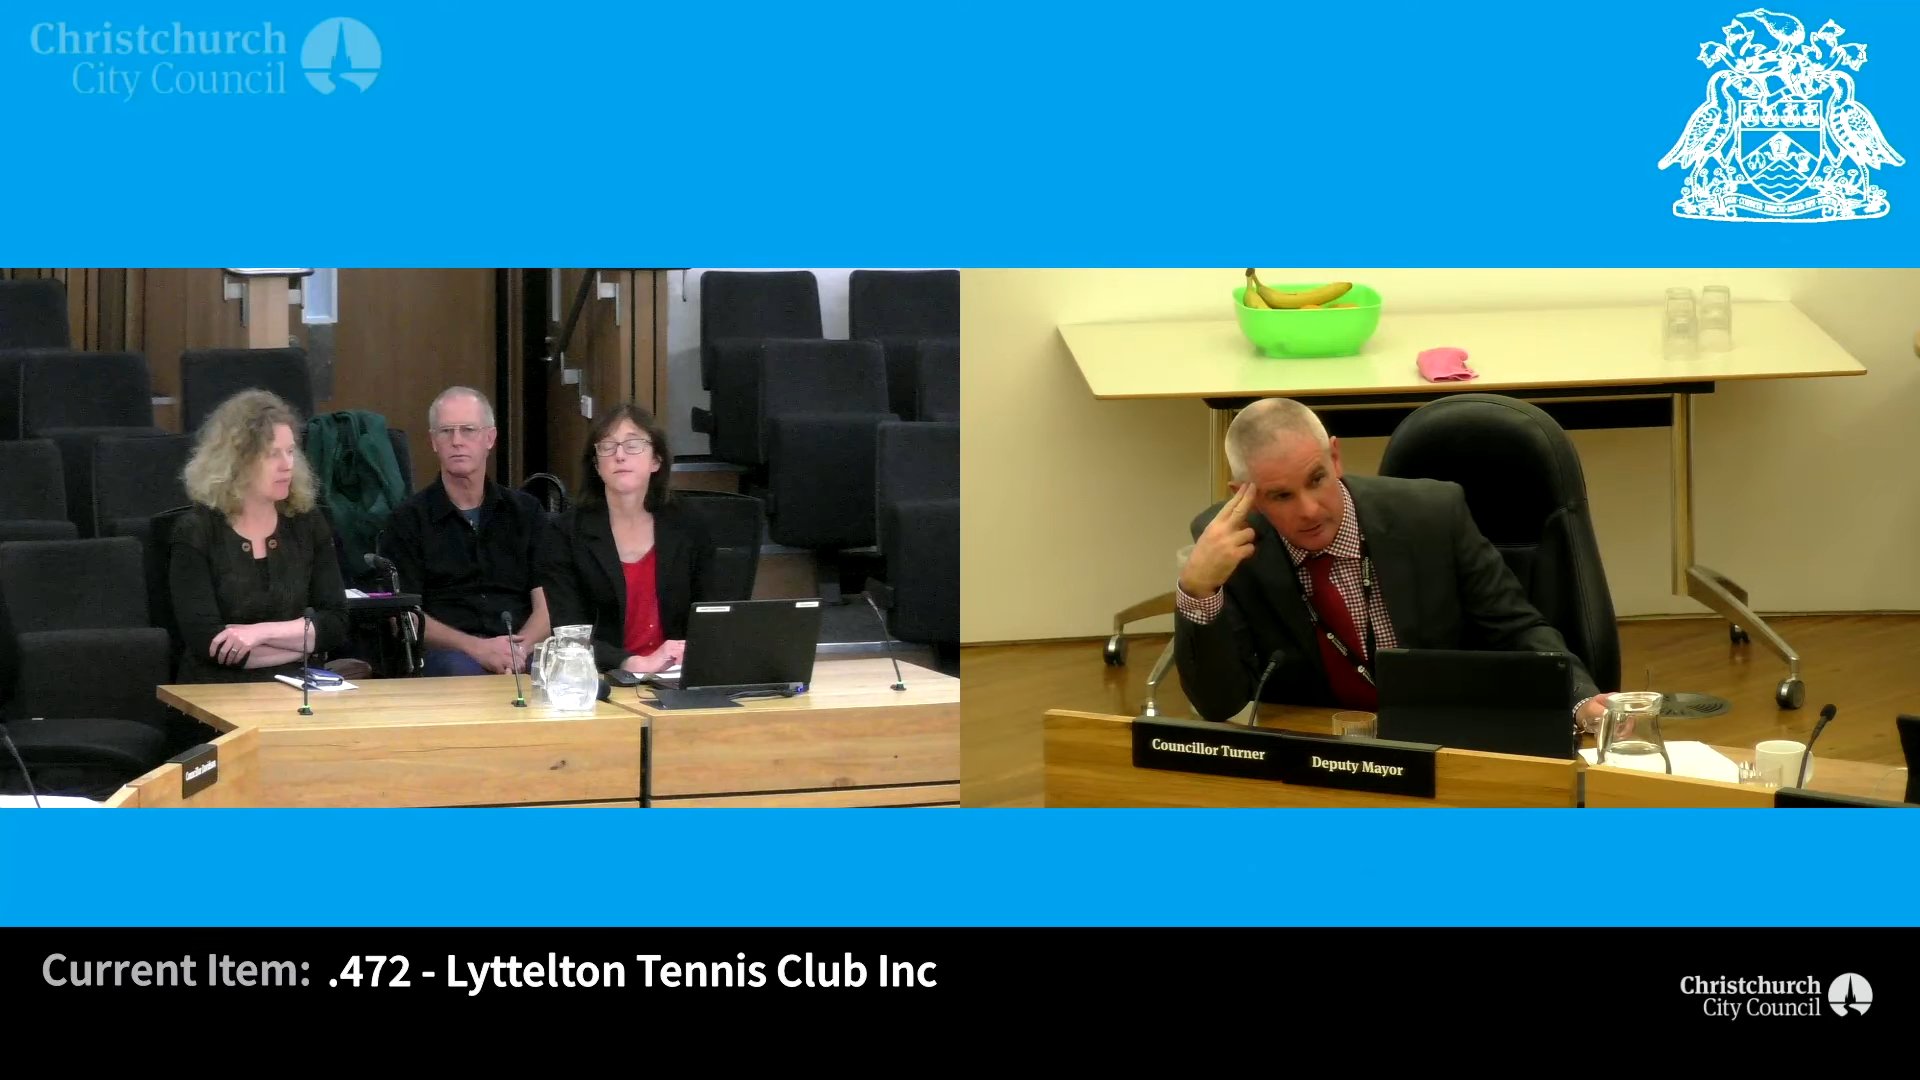 Christchurch
City Council
Councillor Turner
Deputy Mayor
Current Item: .472 - Lyttelton Tennis Club Inc
Christchurch
City Council